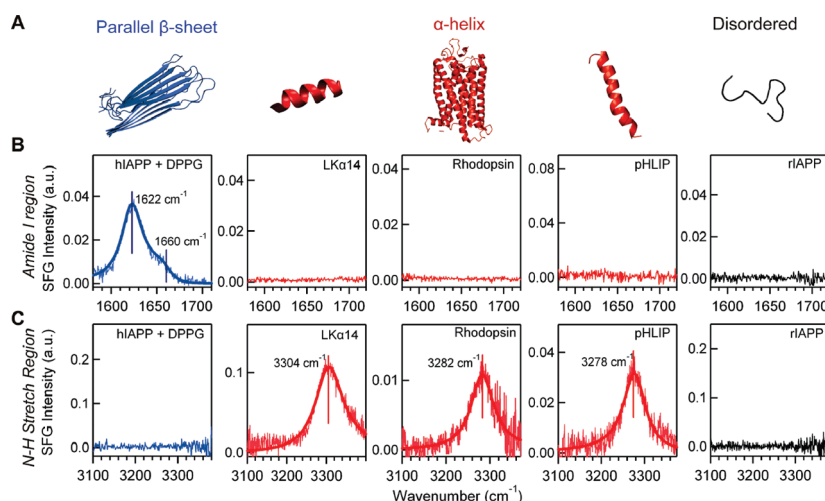 A
Parallel β-sheet
α-helix
Disordered
B
Amide I region
SFG Intensity (a.u.)
hIAPP + DPPG
1622 cm-1
1660 cm-1
0.04
0.02
0.00
1600
1650
1700
LKα14
0.04
0.02
0.00
1600
1700
Rhodopsin
0.04
0.02
0.00
1600
1700
pHLIP
0.08
0.04
0.00
1600
1700
rIAPP
0.04
0.02
0.00
1600
1700
C
N-H Stretch Region
SFG Intensity (a.u.)
hIAPP + DPPG
0.2
0.1
0.0
3100
3200
3300
LKα14
3304 cm-1
0.1
0.0
3100
3200
3300
Rhodopsin
3282 cm-1
0.01
0.00
3100
3200
3300
pHLIP
3278 cm-1
0.04
0.02
0.00
3100
3200
3300
rIAPP
0.2
0.1
0.0
3100
3200
3300
Wavenumber (cm-1)